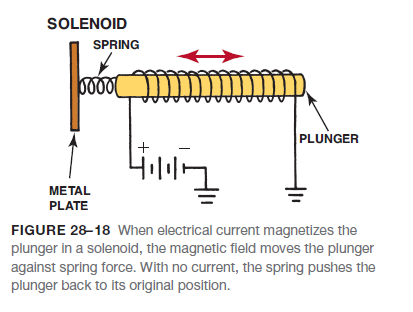 SOLENOID
SPRING
PLUNGER
+ −
METAL
PLATE
FIGURE 28–18 When electrical current magnetizes the
plunger in a solenoid, the magnetic field moves the plunger
against spring force. With no current, the spring pushes the
plunger back to its original position.